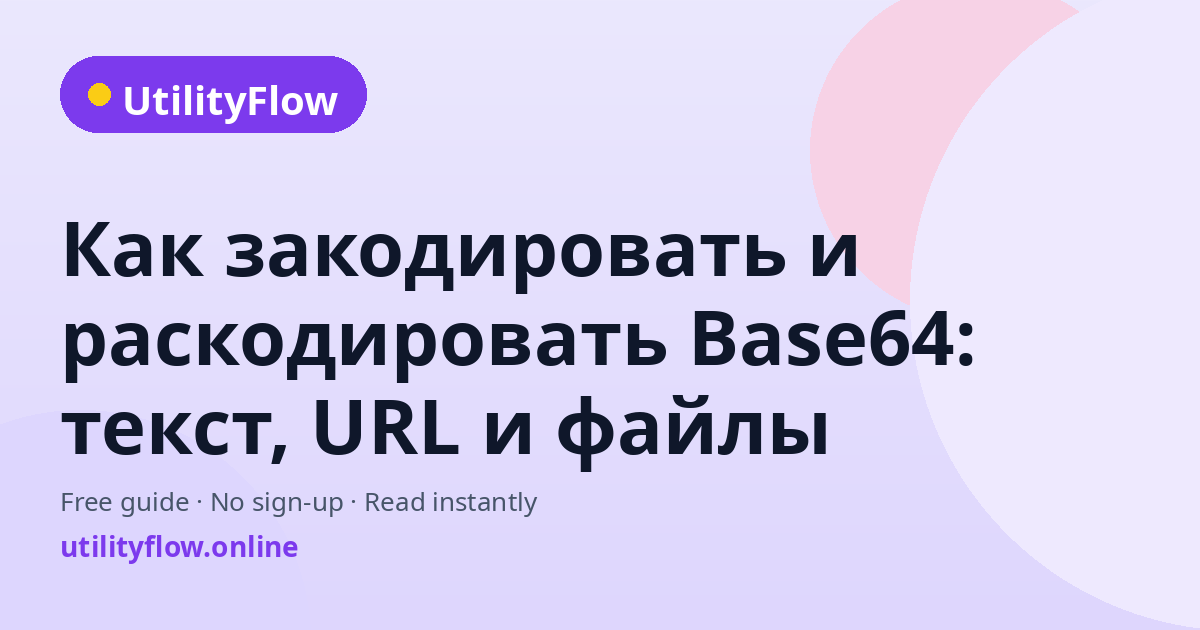 UtilityFlow
Как закодировать и
раскодировать Base64:
текст, URL и файлы
Free guide · No sign-up · Read instantly
utilityflow.online